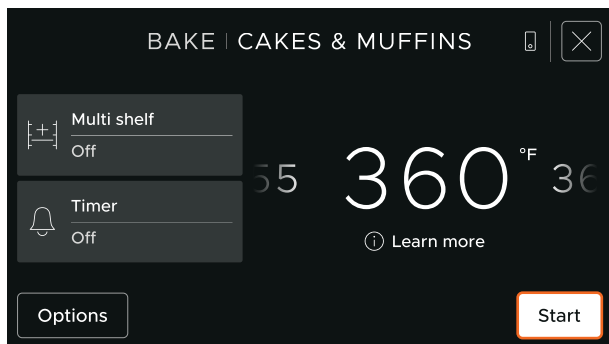 BAKE | CAKES & MUFFINS
Multi shelf
Off
Timer
Off
55 360 °F 36
Learn more
Options
Start